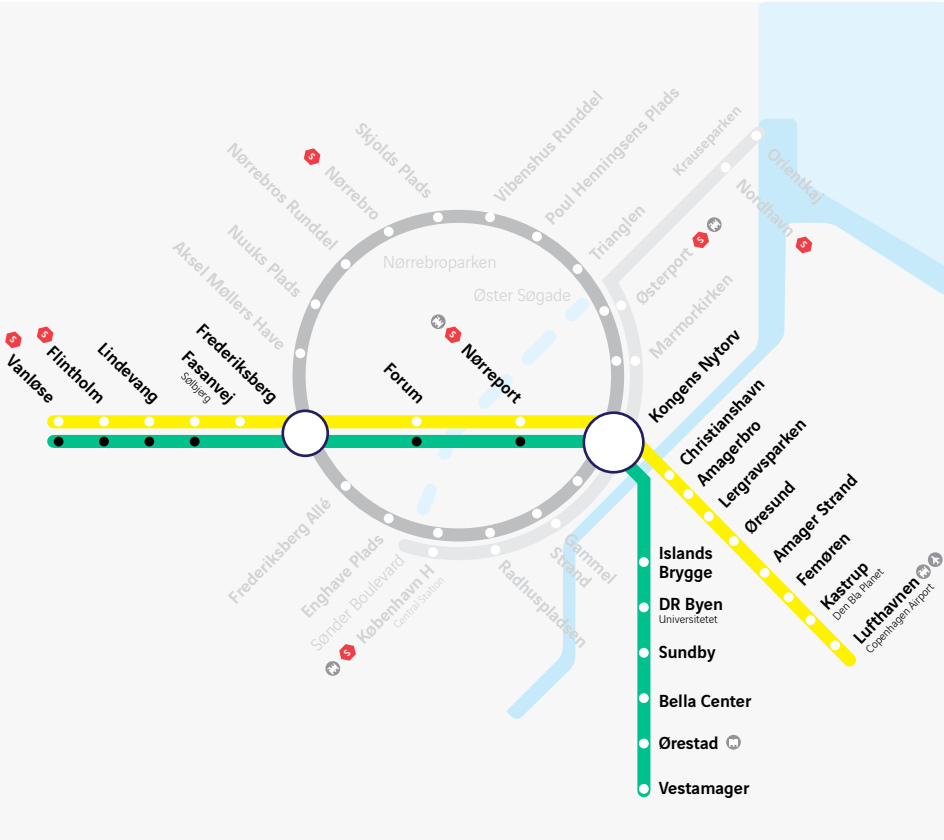 Skjolds Plads
Vibenshus Runddel
Poul Henningsens Plads
Krauseparken
Orientkaj
Nordhavn
S
Nørrebro
S
Nørrebros Runddel
Trianglen
Østerport
S
Nuuks Plads
Aksel Møllers Have
Nørrebroparken
Øster Søgade
Marmorkirken
S
Vanløse
S
Flintholm
Lindevang
Fasanvej
Sølbjerg
Frederiksberg
Forum
S
Nørreport
Kongens Nytorv
Christianshavn
Amagerbro
Lergravsparken
Øresund
Amager Strand
Femøren
Kastrup
Den Bla Planet
Lufthavnen
Copenhagen Airport
Frederiksberg Allé
Enghave Plads
Sønder Boulevard
København H
Central Station
S
Rådhuspladsen
Gammel
Strand
Islands
Brygge
DR Byen
Universitetet
Sundby
Bella Center
Ørestad
Vestamager